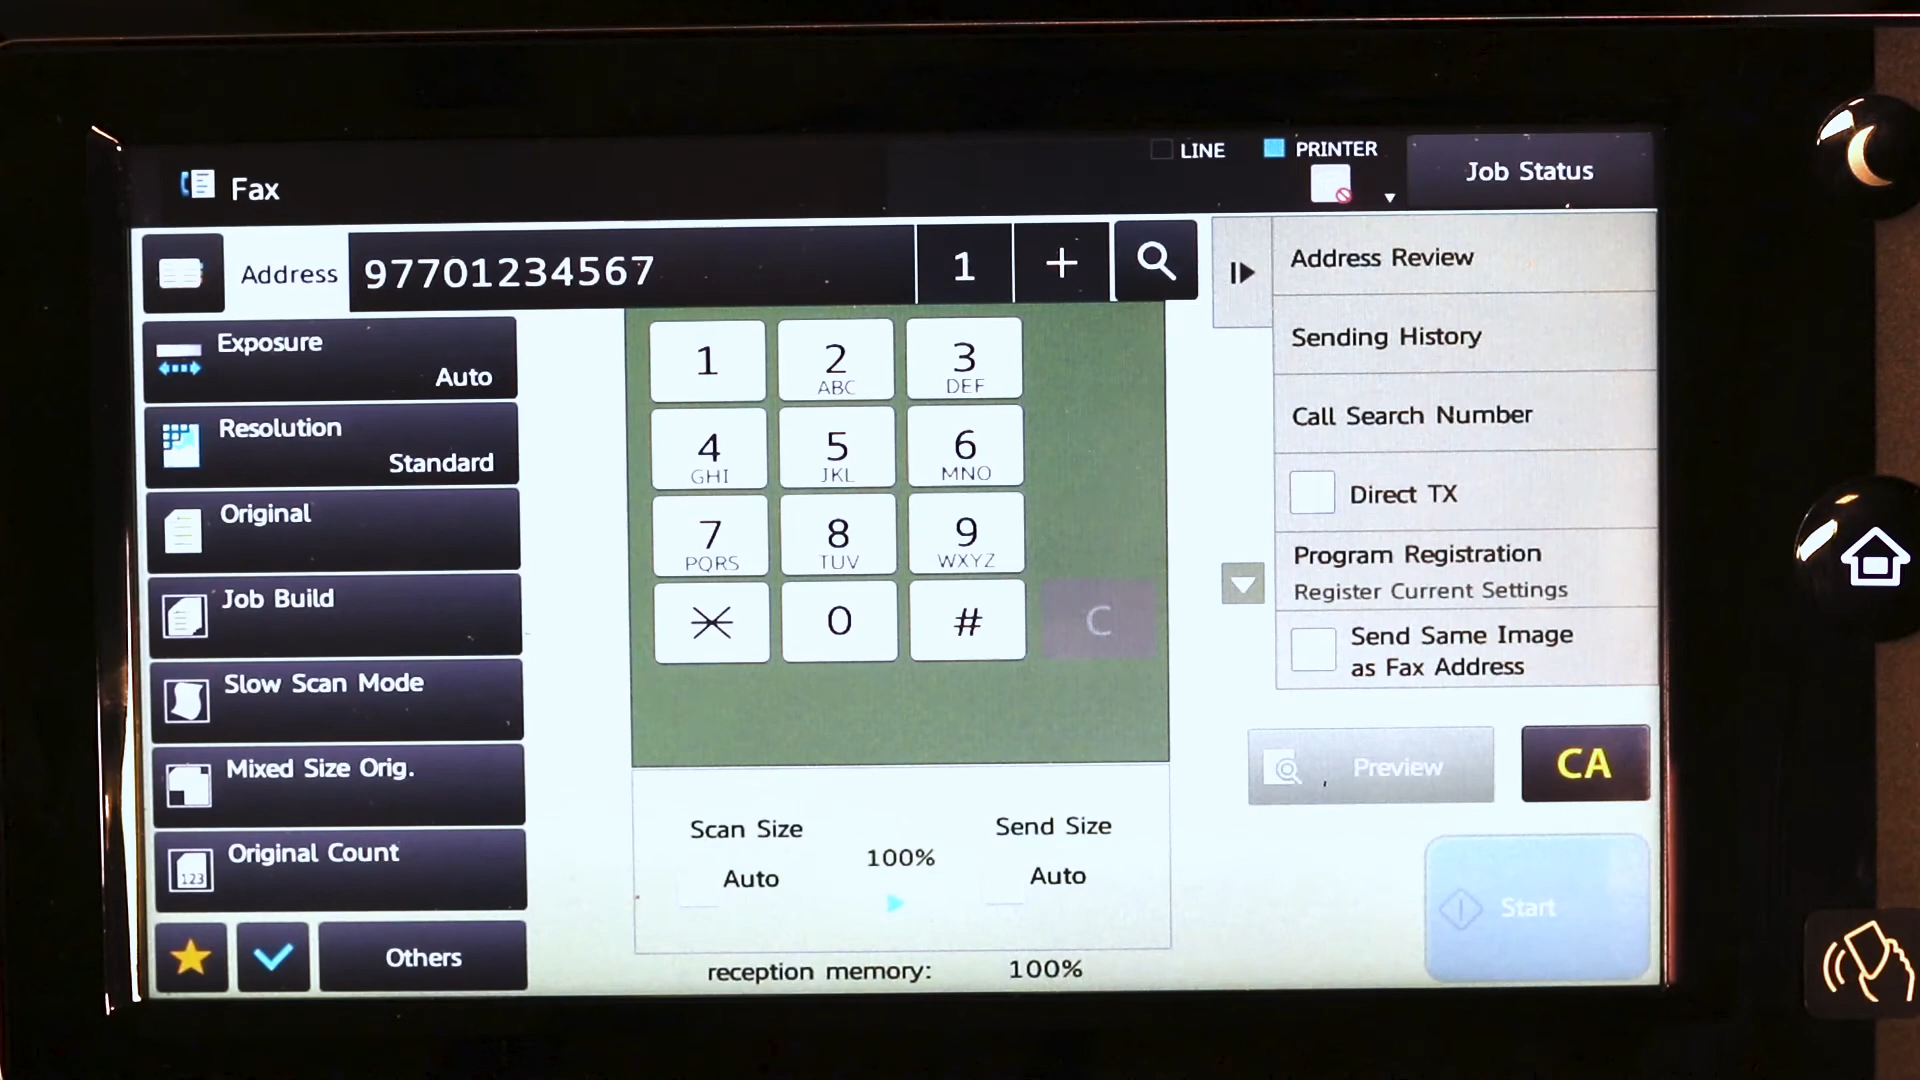 LINE
PRINTER
Job Status
Fax
Address
97701234567
1
+
Address Review
Exposure
Auto
1
2
ABC
3
DEF
Sending History
Resolution
Standard
4
GHI
5
JKL
6
MNO
Call Search Number
Original
7
PQRS
8
TUV
9
WXYZ
Direct TX
Program Registration
Register Current Settings
Job Build
0
#
C
Send Same Image
as Fax Address
Slow Scan Mode
Mixed Size Orig.
Preview
CA
Original Count
123
Scan Size
100%
Send Size
Auto
Auto
Start
Others
reception memory: 100%